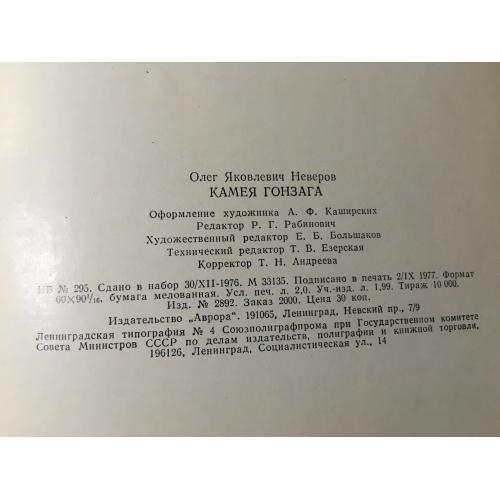 Олег Яковлевич Неверов
КАМЕЯ ГОНЗАГА
Оформление художника А. Ф. Каширских
Редактор Р. Г. Рабинович
Художественный редактор Е. Б. Большаков
Технический редактор Т. В. Езерская
Корректор Т. Н. Андреева
ИБ № 295. Сдано в набор 30/XII-1976. М 33135. Подписано в печать 2/IX 1977. Формат
60×90¹/₁₆. бумага мелованная. Усл. печ. л. 2,0. Уч.-изд. л. 1,99. Тираж 10 000.
Изд. № 2892. Заказ 2000. Цена 30 коп.
Издательство „Аврора". 191065, Ленинград, Невский пр., 7/9
Ленинградская типография № 4 Союзполиграфпрома при Государственном комитете
Совета Министров СССР по делам издательств, полиграфии и книжной торговли,
196126, Ленинград, Социалистическая ул., 14